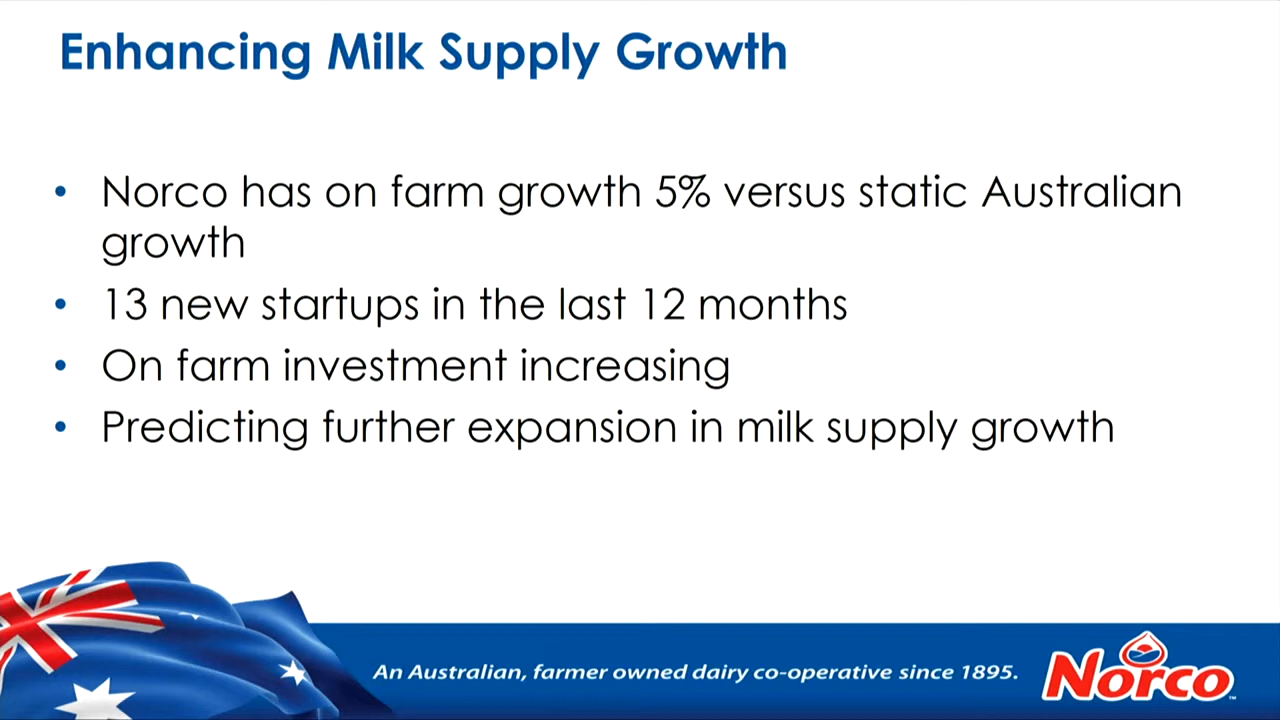 Enhancing Milk Supply Growth
• Norco has on farm growth 5% versus static Australian
growth
• 13 new startups in the last 12 months
• On farm investment increasing
• Predicting further expansion in milk supply growth
An Australian, farmer owned dairy co-operative since 1895.
Norco™